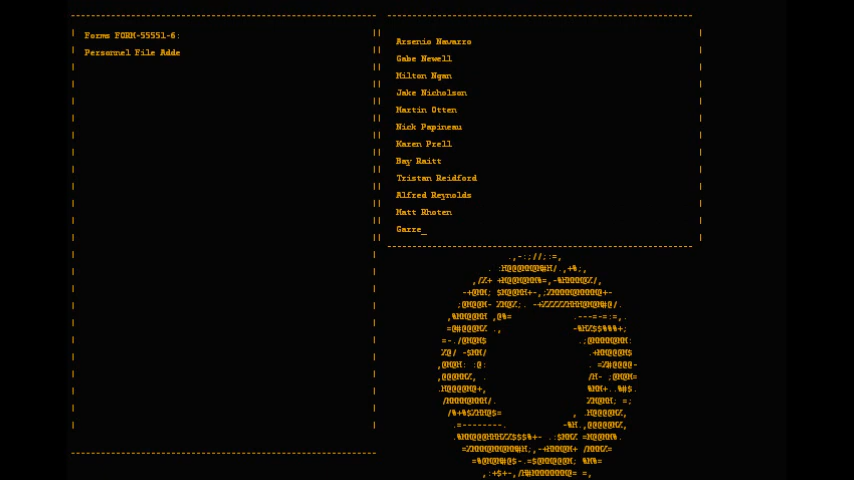 Forms FORM-55551-6:
Personnel File Adde
Arsenio Navarro
Gabe Newell
Milton Ngan
Jake Nicholson
Martin Otten
Nick Papineau
Karen Prell
Bay Raitt
Tristan Reidford
Alfred Reynolds
Matt Rhoten
Garre_